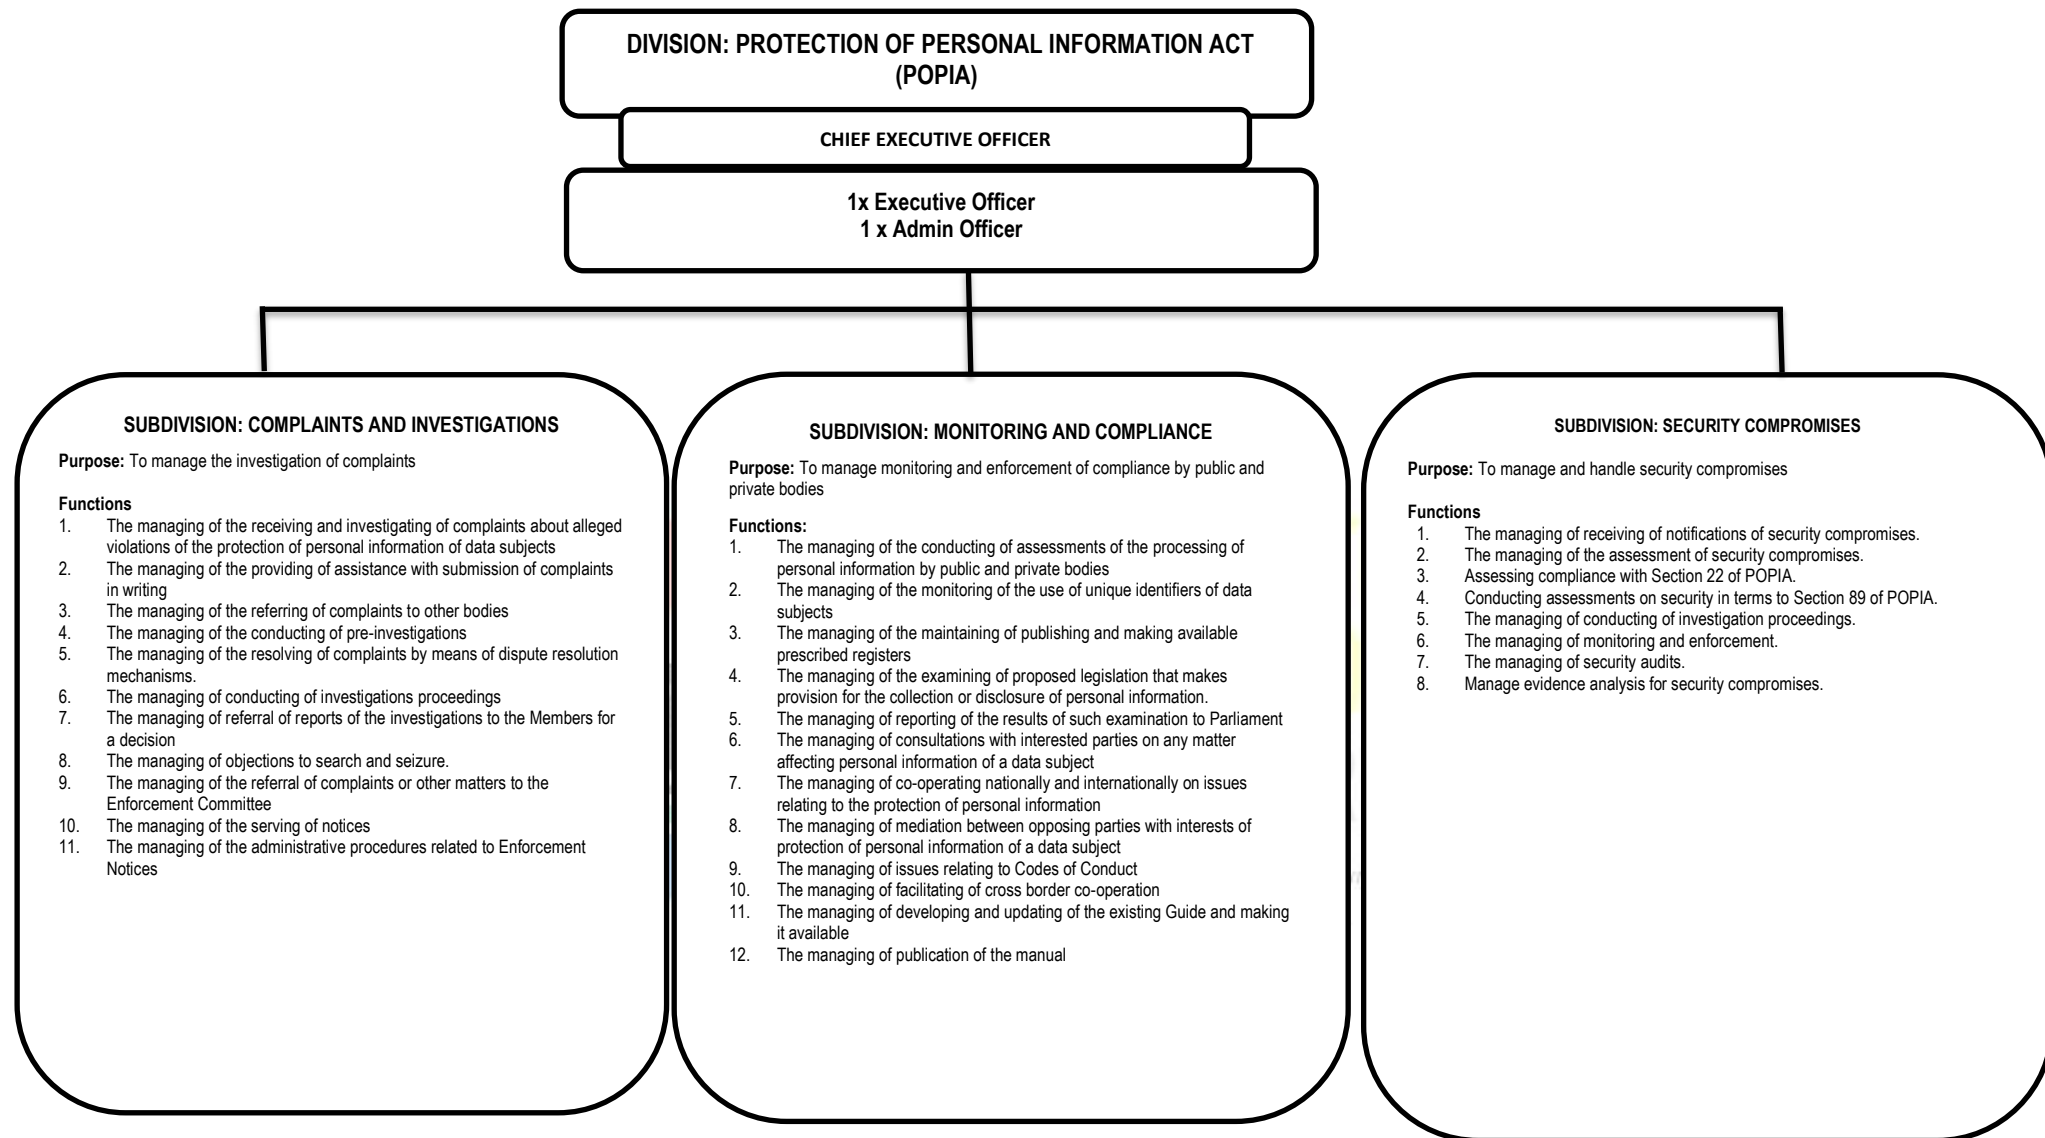 DIVISION: PROTECTION OF PERSONAL INFORMATION ACT
(POPIA)
CHIEF EXECUTIVE OFFICER
1x Executive Officer
1 x Admin Officer
SUBDIVISION: COMPLAINTS AND INVESTIGATIONS
Purpose: To manage the investigation of complaints
Functions
1. The managing of the receiving and investigating of complaints about alleged
violations of the protection of personal information of data subjects
2. The managing of the providing of assistance with submission of complaints
in writing
3. The managing of the referring of complaints to other bodies
4. The managing of the conducting of pre-investigations
5. The managing of the resolving of complaints by means of dispute resolution
mechanisms.
6. The managing of conducting of investigations proceedings
7. The managing of referral of reports of the investigations to the Members for
a decision
8. The managing of objections to search and seizure.
9. The managing of the referral of complaints or other matters to the
Enforcement Committee
10. The managing of the serving of notices
11. The managing of the administrative procedures related to Enforcement
Notices
SUBDIVISION: MONITORING AND COMPLIANCE
Purpose: To manage monitoring and enforcement of compliance by public and
private bodies
Functions:
1. The managing of the conducting of assessments of the processing of
personal information by public and private bodies
2. The managing of the monitoring of the use of unique identifiers of data
subjects
3. The managing of the maintaining of publishing and making available
prescribed registers
4. The managing of the examining of proposed legislation that makes
provision for the collection or disclosure of personal information.
5. The managing of reporting of the results of such examination to Parliament
6. The managing of consultations with interested parties on any matter
affecting personal information of a data subject
7. The managing of co-operating nationally and internationally on issues
relating to the protection of personal information
8. The managing of mediation between opposing parties with interests of
protection of personal information of a data subject
9. The managing of issues relating to Codes of Conduct
10. The managing of facilitating of cross border co-operation
11. The managing of developing and updating of the existing Guide and making
it available
12. The managing of publication of the manual
SUBDIVISION: SECURITY COMPROMISES
Purpose: To manage and handle security compromises
Functions
1. The managing of receiving of notifications of security compromises.
2. The managing of the assessment of security compromises.
3. Assessing compliance with Section 22 of POPIA.
4. Conducting assessments on security in terms to Section 89 of POPIA.
5. The managing of conducting of investigation proceedings.
6. The managing of monitoring and enforcement.
7. The managing of security audits.
8. Manage evidence analysis for security compromises.